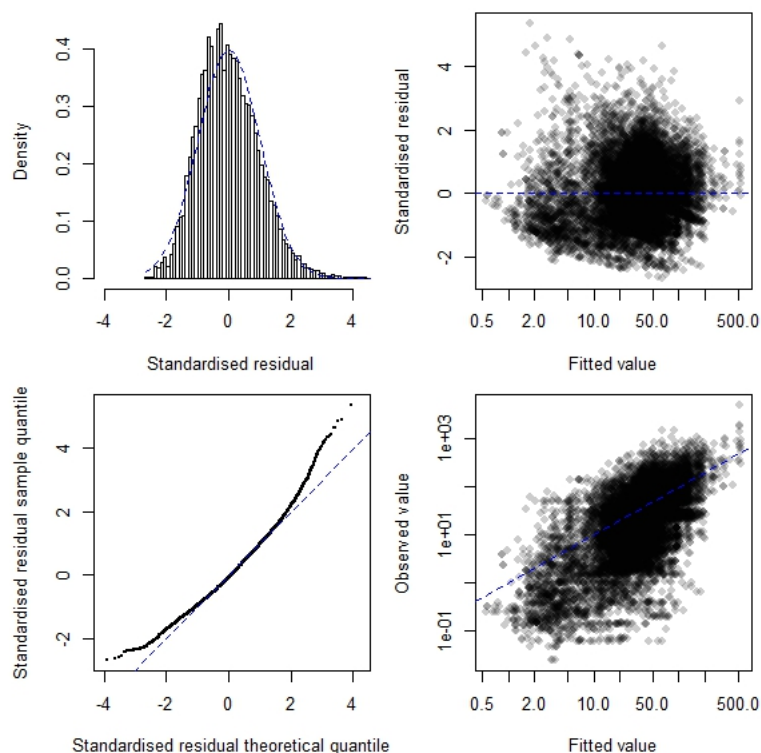 Density
0.0 0.1 0.2 0.3 0.4
-4 -2 0 2 4
Standardised residual
Standardised residual
-2 0 2 4
0.5 2.0 10.0 50.0 500.0
Fitted value
Standardised residual sample quantile
-2 0 2 4
-4 -2 0 2 4
Standardised residual theoretical quantile
Observed value
1e-01 1e+01 1e+03
0.5 2.0 10.0 50.0 500.0
Fitted value